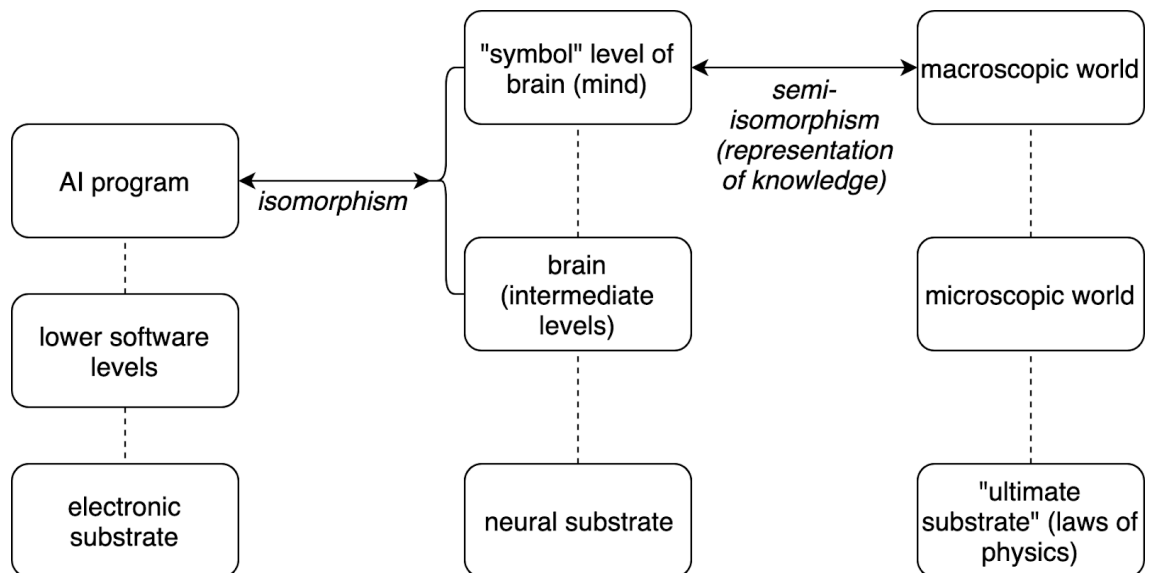 "symbol" level of
brain (mind)
macroscopic world
semi-
isomorphism
(representation
of knowledge)
AI program
isomorphism
brain
(intermediate
levels)
microscopic world
lower software
levels
electronic
substrate
neural substrate
"ultimate
substrate" (laws of
physics)